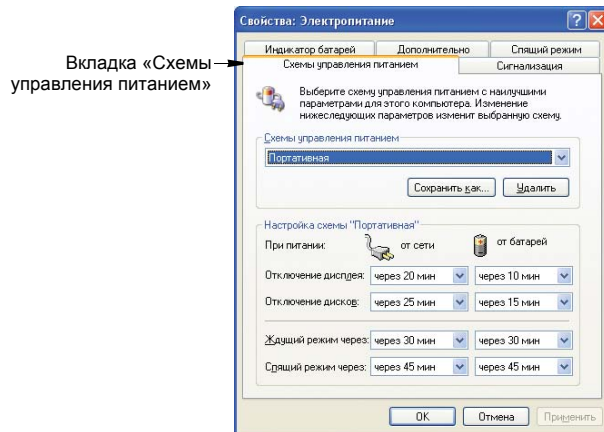 Вкладка «Схемы
управления питанием»
Свойства: Электропитание
Индикатор батарей Дополнительно Спящий режим
Схемы управления питанием Сигнализация
Выберите схему управления питанием с наилучшими
параметрами для этого компьютера. Изменение
нижеследующих параметров изменит выбранную схему.
Схемы управления питанием
Портативная
Сохранить как... Удалить
Настройка схемы "Портативная"
При питании: от сети от батарей
Отключение дисплея: через 20 мин через 10 мин
Отключение дисков: через 25 мин через 15 мин
Ждущий режим через: через 30 мин через 30 мин
Спящий режим через: через 45 мин через 45 мин
OK Отмена Применить